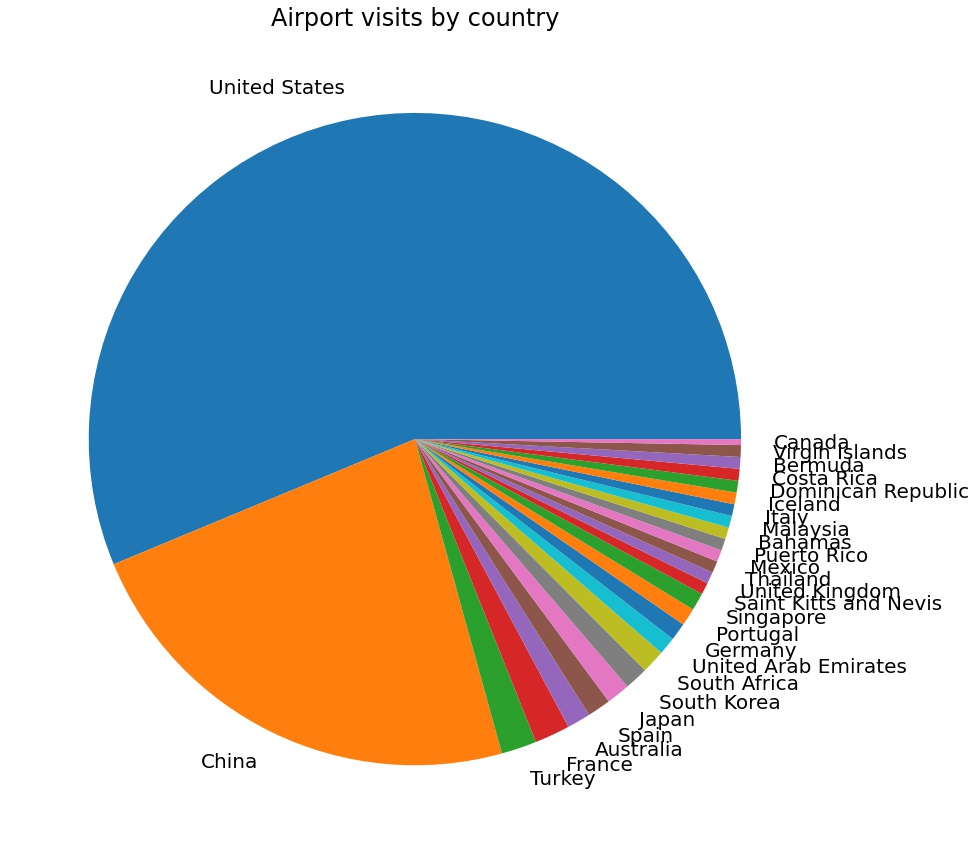 Airport visits by country
United States
Canada
Virgin Islands
Bermuda
Costa Rica
Dominican Republic
Iceland
Italy
Malaysia
Bahamas
Puerto Rico
Mexico
Thailand
United Kingdom
Saint Kitts and Nevis
Singapore
Portugal
Germany
United Arab Emirates
South Africa
South Korea
Japan
Spain
Australia
France
Turkey
China